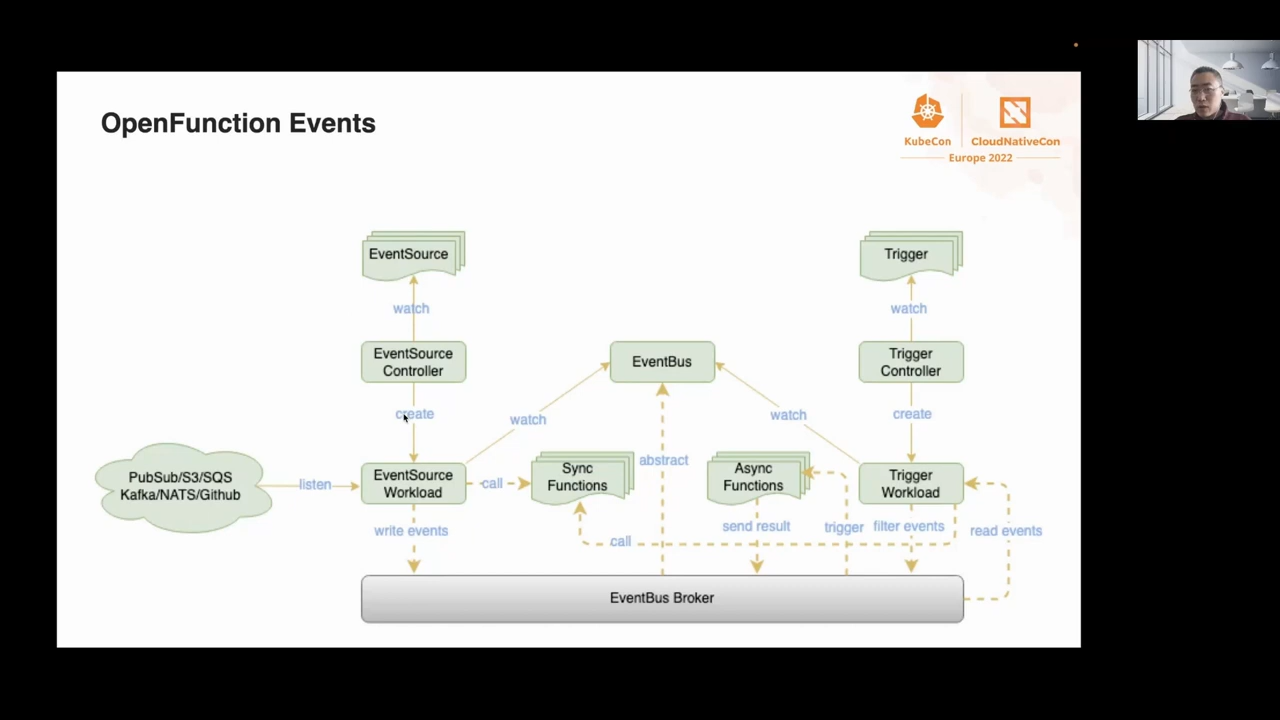 OpenFunction Events
KubeCon
CloudNativeCon
Europe 2022
EventSource
Trigger
watch
watch
EventSource
Controller
EventBus
Trigger
Controller
create
watch
watch
create
PubSub/S3/SQS
Kafka/NATS/Github
listen
EventSource
Workload
call
Sync
Functions
abstract
Async
Functions
Trigger
Workload
write events
call
send result
trigger
filter events
read events
EventBus Broker